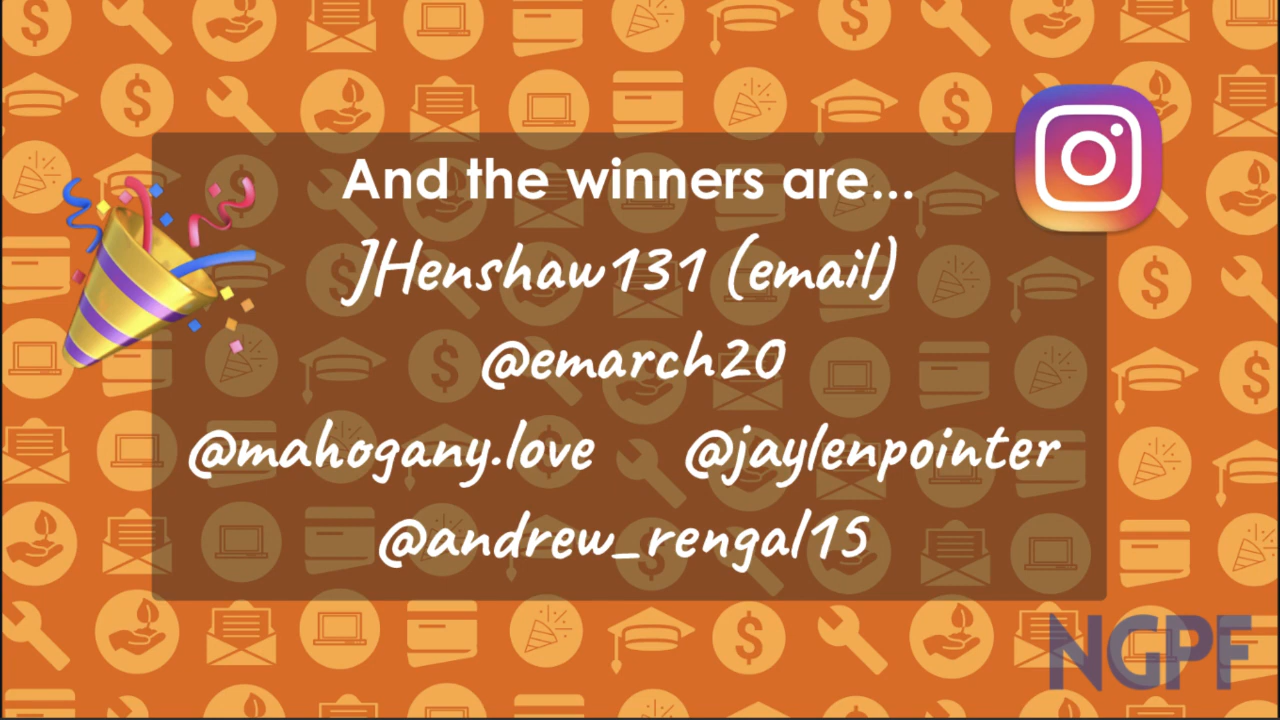 And the winners are...
JHenshaw131 (email)
@emarch20
@mahogany.love @jaylenpointer
@andrew_rengal15
NGPF